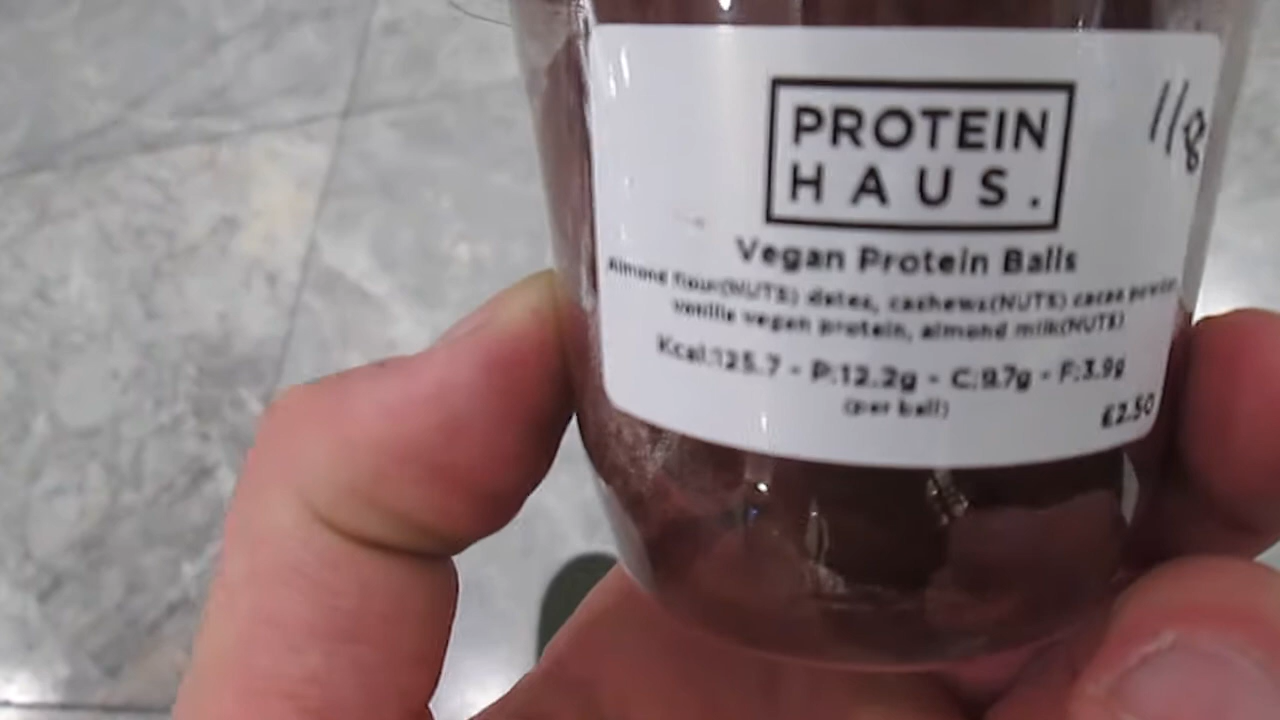 PROTEIN
HAUS.
11/8
Vegan Protein Balls
Almond flour(NUTS) dates, cashews(NUTS) cacao powder
vanilla vegan protein, almond milk(NUTS)
Kcal:125.7 - P:12.2g - C:9.7g - F:3.9g
(per ball)
£2.50